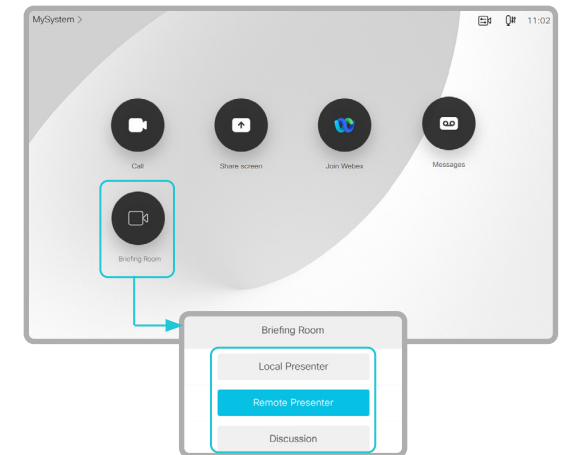 MySystem >
11:02
Call
Share screen
Join Webex
Messages
Briefing Room
Briefing Room
Local Presenter
Remote Presenter
Discussion